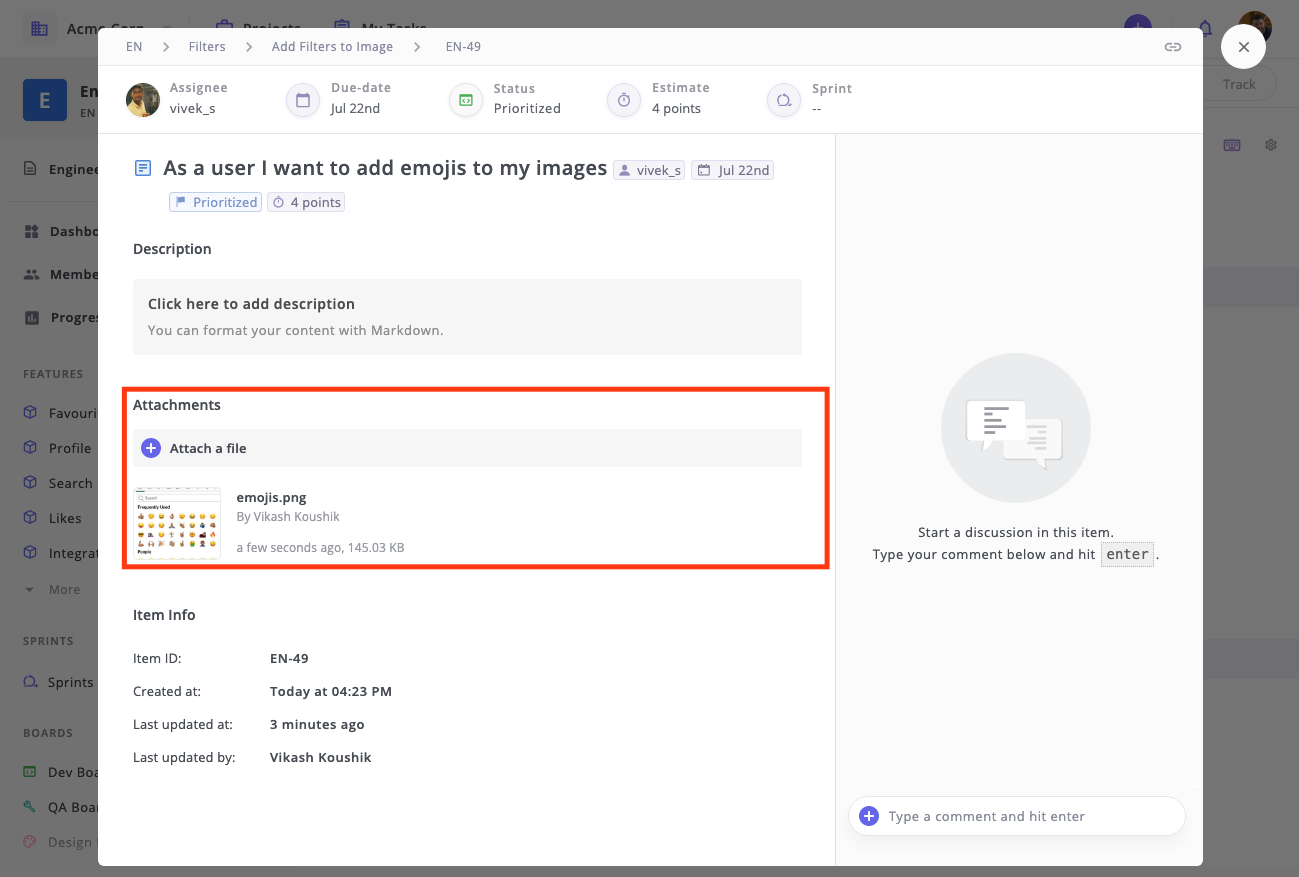 Acme Corp
Projects
My Tasks
EN
Filters
Add Filters to Image
EN-49
E
En
EN
Track
Assignee
vivek_s
Due-date
Jul 22nd
Status
Prioritized
Estimate
4 points
Sprint
--
Engine
Dashbo
Membe
Progres
FEATURES
Favouri
Profile
Search
Likes
Integrat
More
SPRINTS
Sprints
BOARDS
Dev Boa
QA Boar
Design
As a user I want to add emojis to my images
vivek_s
Jul 22nd
Prioritized
4 points
Description
Click here to add description
You can format your content with Markdown.
Attachments
Attach a file
Search
Frequently Used
People
emojis.png
By Vikash Koushik
a few seconds ago, 145.03 KB
Item Info
Item ID: EN-49
Created at: Today at 04:23 PM
Last updated at: 3 minutes ago
Last updated by: Vikash Koushik
Start a discussion in this item.
Type your comment below and hit enter .
Type a comment and hit enter